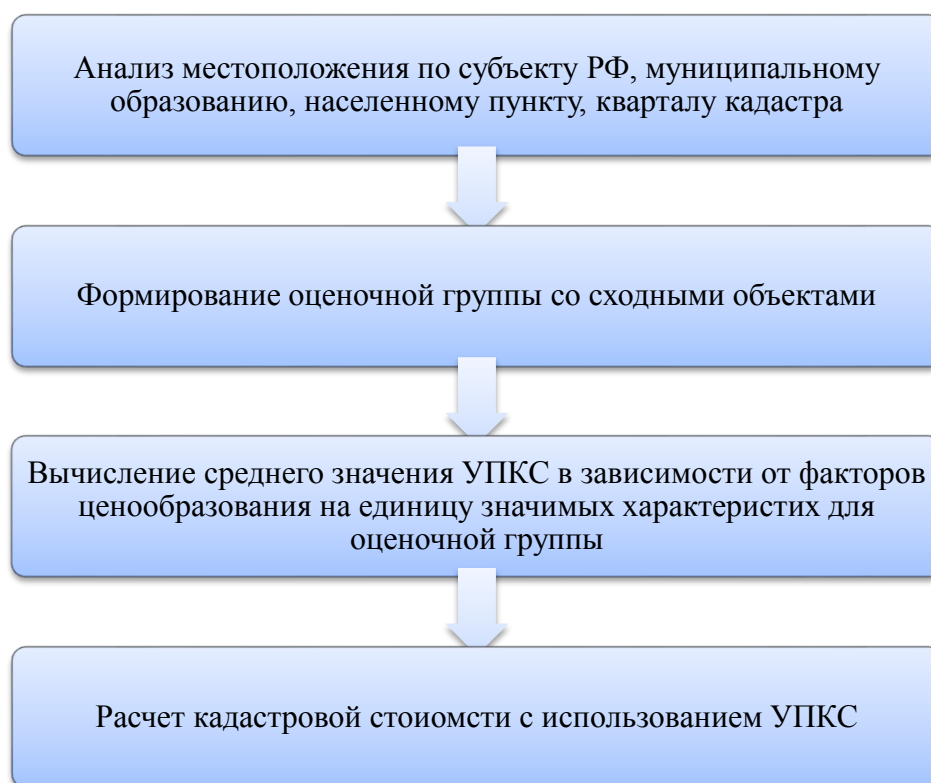 Анализ местоположения по субъекту РФ, муниципальному
образованию, населенному пункту, кварталу кадастра
Формирование оценочной группы со сходными объектами
Вычисление среднего значения УПКС в зависимости от факторов
ценообразования на единицу значимых характеристих для
оценочной группы
Расчет кадастровой стоиомсти с использованием УПКС